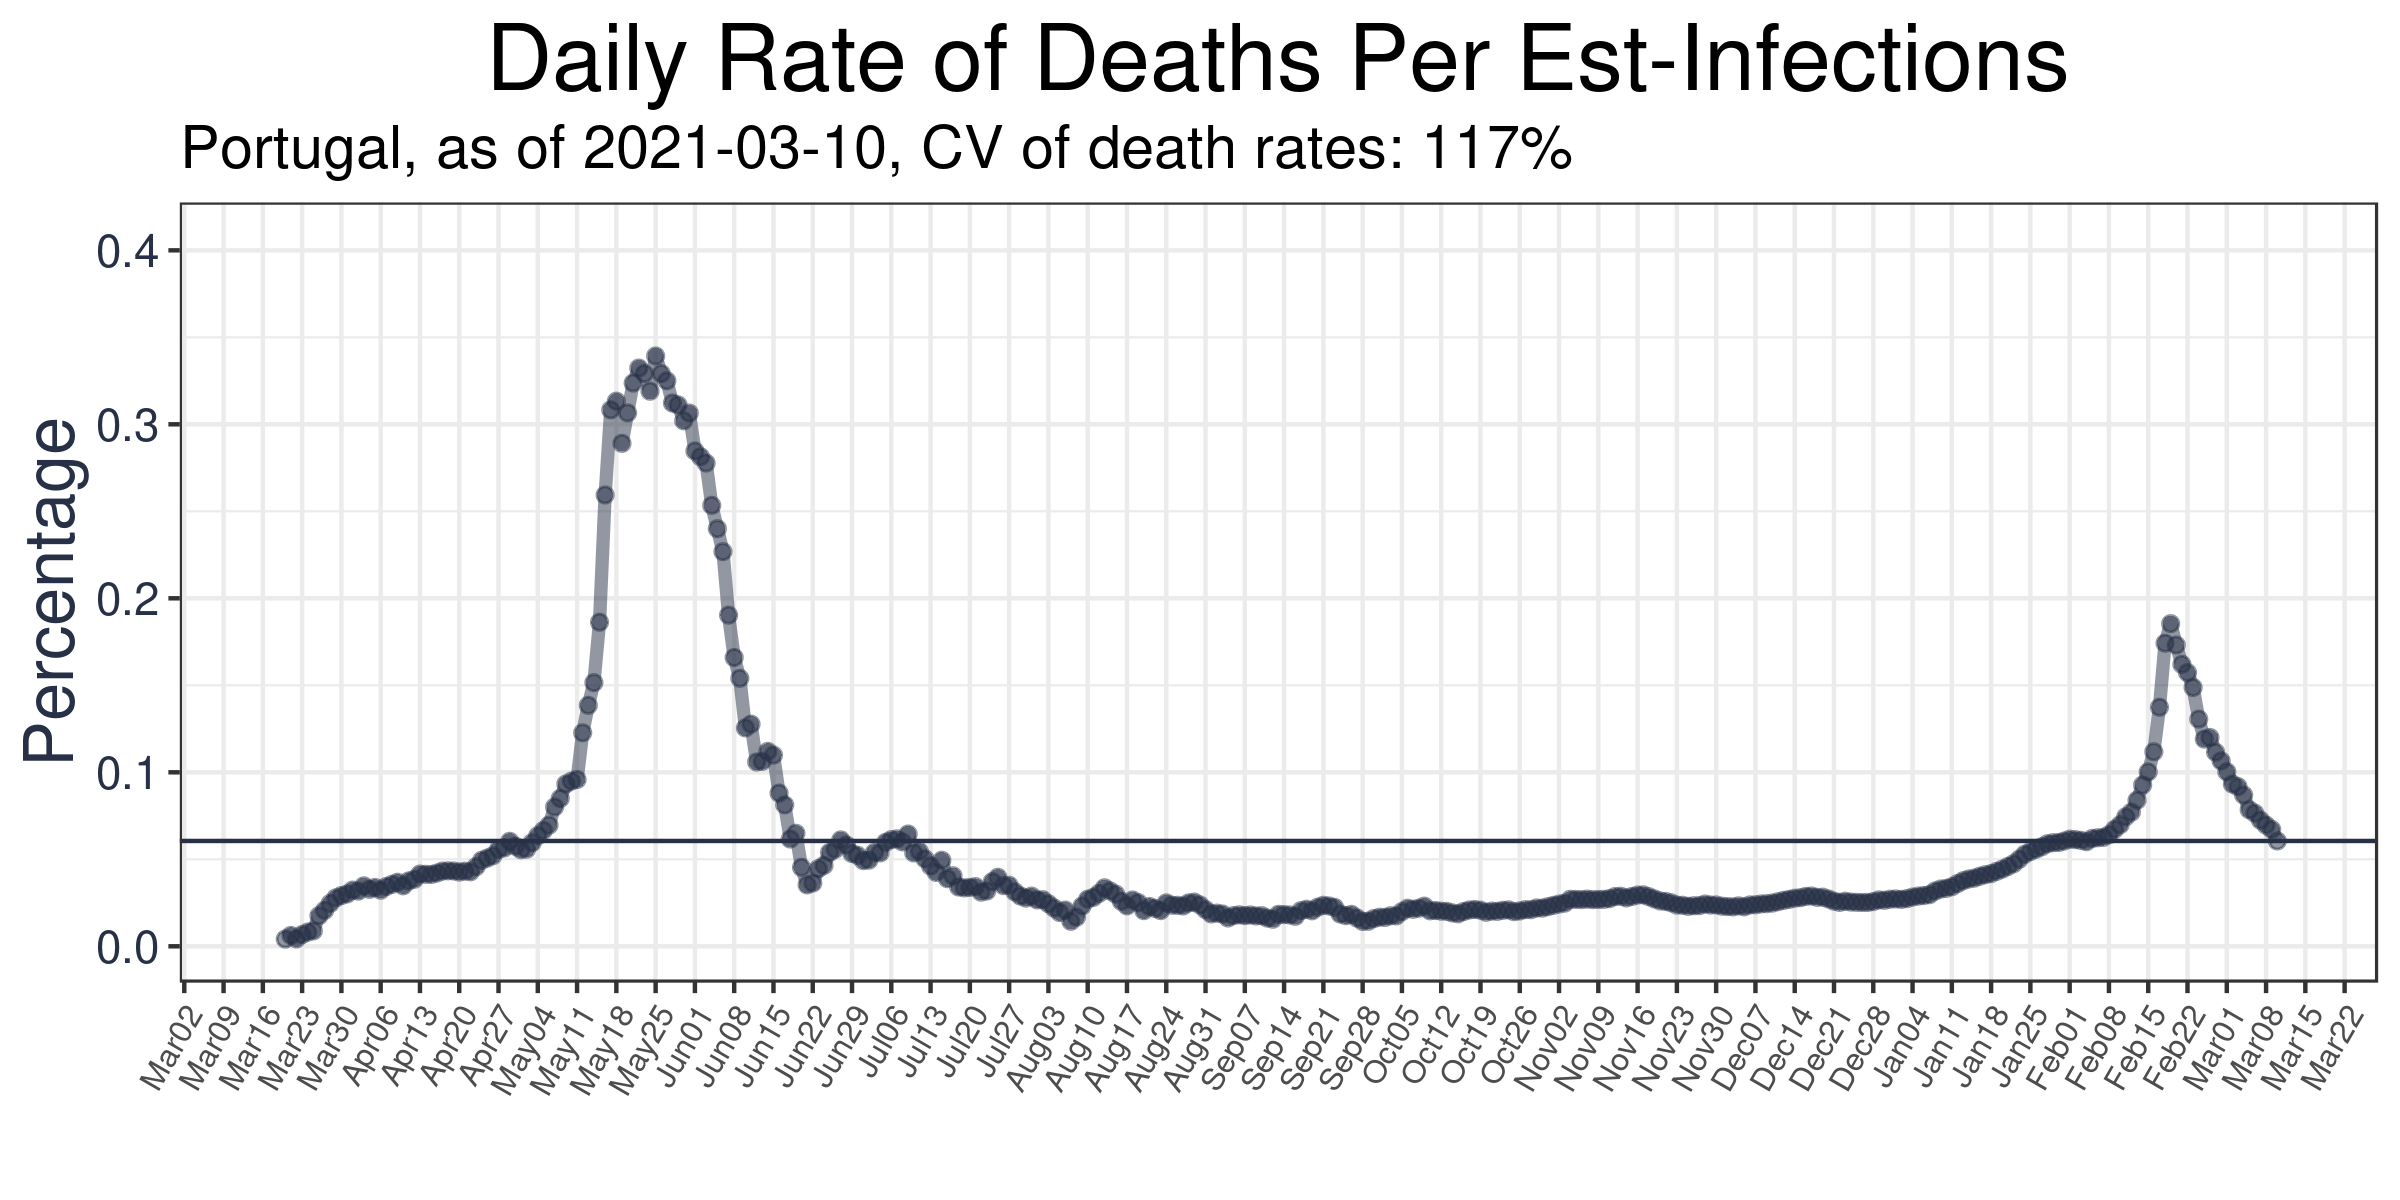 Daily Rate of Deaths Per Est-Infections
Portugal, as of 2021-03-10, CV of death rates: 117%
Percentage
0.4
0.3
0.2
0.1
0.0
Mar02
Mar09
Mar16
Mar23
Mar30
Apr06
Apr13
Apr20
Apr27
May04
May11
May18
May25
Jun01
Jun08
Jun15
Jun22
Jun29
Jul06
Jul13
Jul20
Jul27
Aug03
Aug10
Aug17
Aug24
Aug31
Sep07
Sep14
Sep21
Sep28
Oct05
Oct12
Oct19
Oct26
Nov02
Nov09
Nov16
Nov23
Nov30
Dec07
Dec14
Dec21
Dec28
Jan04
Jan11
Jan18
Jan25
Feb01
Feb08
Feb15
Feb22
Mar01
Mar08
Mar15
Mar22